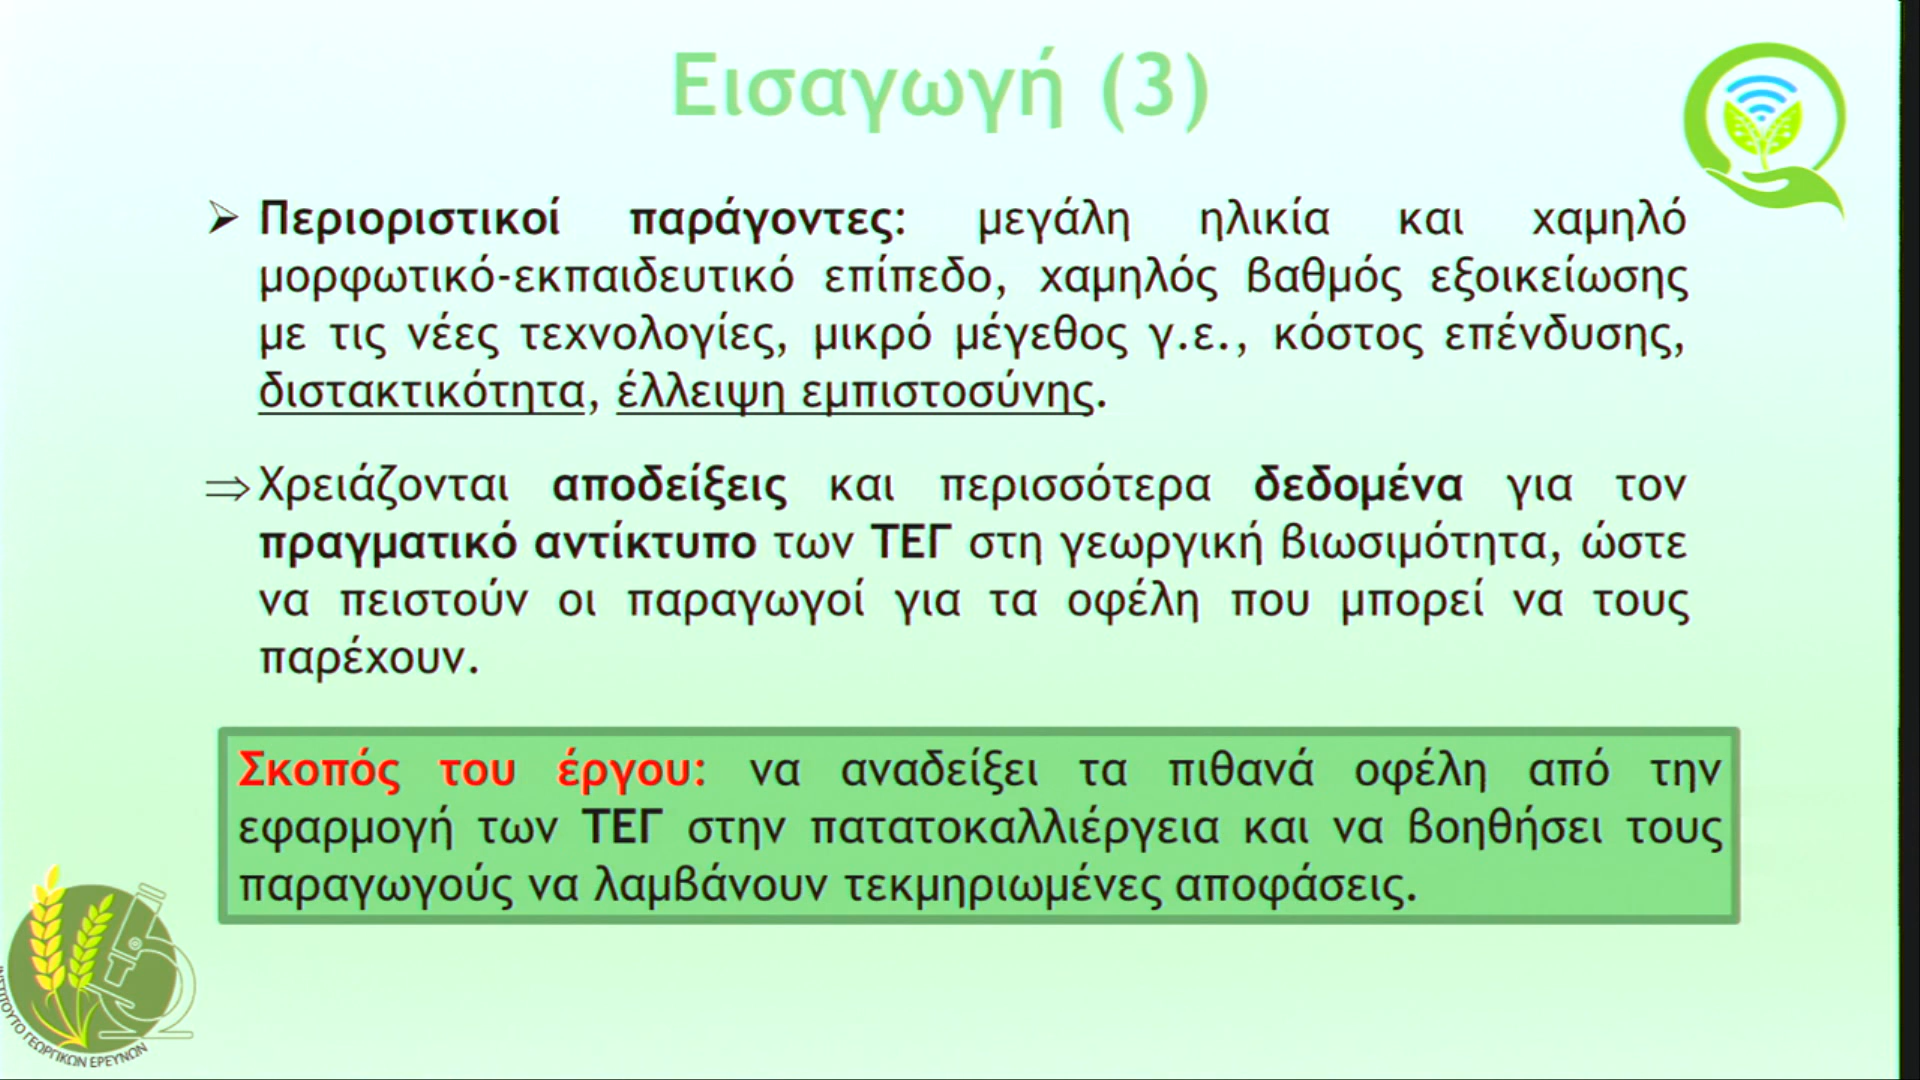 Εισαγωγή (3)
➢ Περιοριστικοί παράγοντες: μεγάλη ηλικία και χαμηλό
μορφωτικό-εκπαιδευτικό επίπεδο, χαμηλός βαθμός εξοικείωσης
με τις νέες τεχνολογίες, μικρό μέγεθος γ.ε., κόστος επένδυσης,
διστακτικότητα, έλλειψη εμπιστοσύνης.
⇒ Χρειάζονται αποδείξεις και περισσότερα δεδομένα για τον
πραγματικό αντίκτυπο των ΤΕΓ στη γεωργική βιωσιμότητα, ώστε
να πειστούν οι παραγωγοί για τα οφέλη που μπορεί να τους
παρέχουν.
Σκοπός του έργου: να αναδείξει τα πιθανά οφέλη από την
εφαρμογή των ΤΕΓ στην πατατοκαλλιέργεια και να βοηθήσει τους
παραγωγούς να λαμβάνουν τεκμηριωμένες αποφάσεις.
ΙΝΣΤΙΤΟΥΤΟ ΓΕΩΡΓΙΚΩΝ ΕΡΕΥΝΩΝ